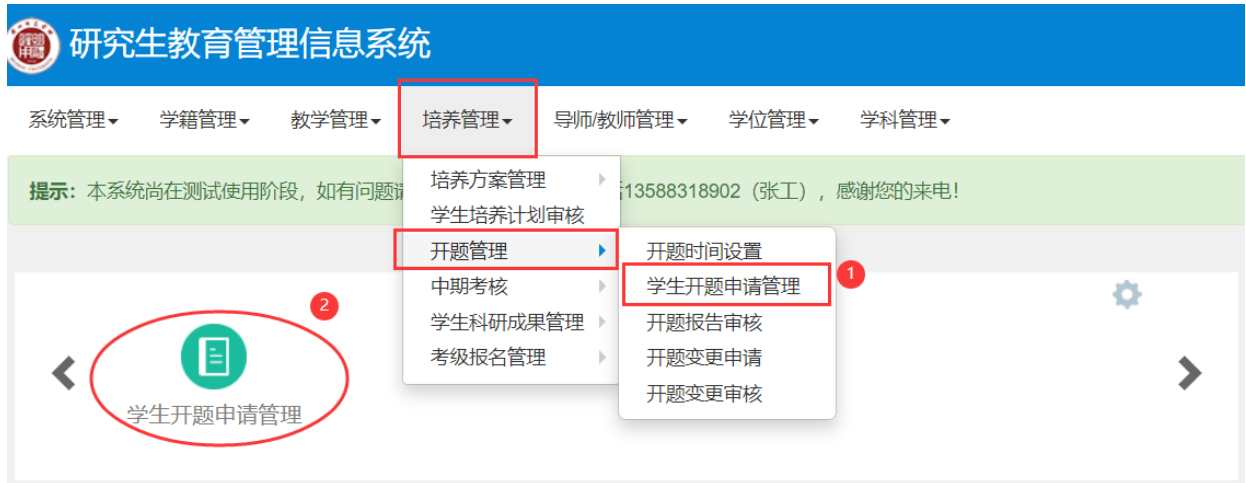 研究生教育管理信息系统
系统管理 学籍管理 教学管理 培养管理 导师/教师管理 学位管理 学科管理
提示：本系统尚在测试使用阶段，如有问题请
13588318902（张工），感谢您的来电！
培养方案管理
学生培养计划审核
开题管理
中期考核
学生科研成果管理
考级报名管理
开题时间设置
学生开题申请管理
1
开题报告审核
开题变更申请
开题变更审核
2
学生开题申请管理